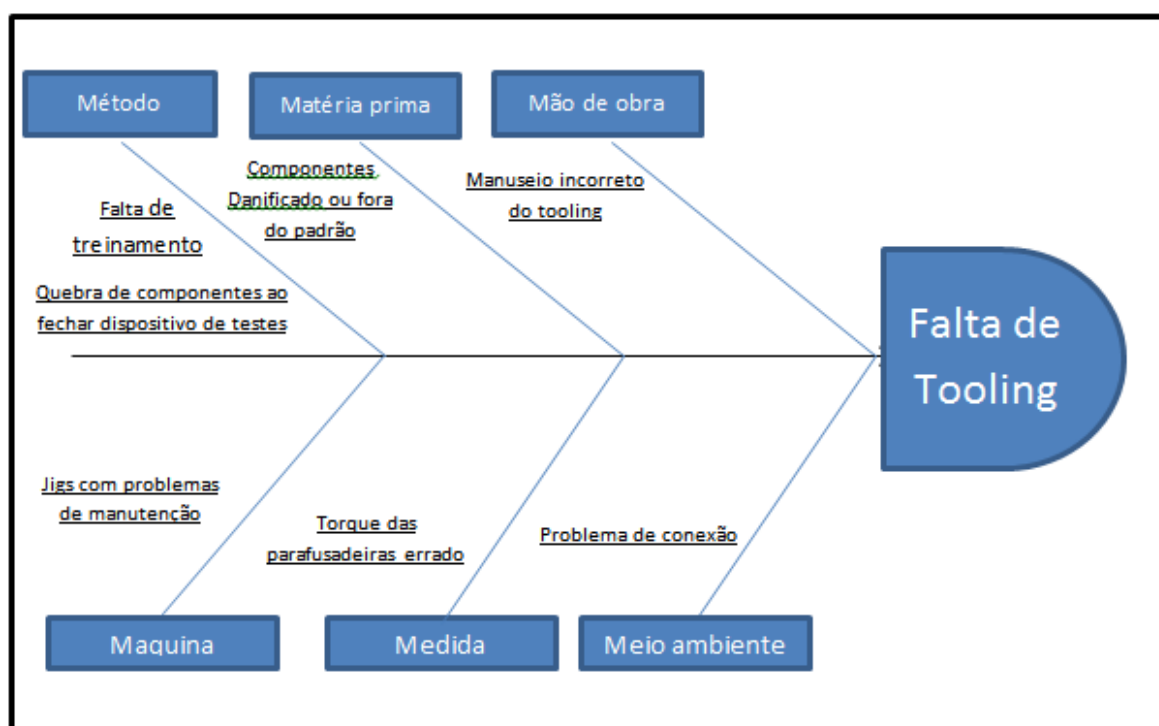 Método
Matéria prima
Mão de obra
Componentes
Danificado ou fora
do padrão
Manuseio incorreto
do tooling
Falta de
treinamento
Quebra de componentes ao
fechar dispositivo de testes
Falta de
Tooling
Jigs com problemas
de manutenção
Torque das
parafusadeiras errado
Problema de conexão
Maquina
Medida
Meio ambiente